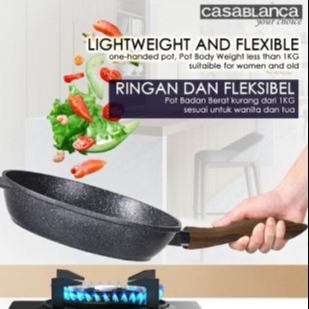 CASABLANCA
your choice
LIGHTWEIGHT AND FLEXIBLE
one-handed pot, Pot Body Weight less than 1KG
suitaible for women and old
RINGAN DAN FLEKSIBEL
Pot Badan Berat kurang dari 1KG
sesuai untuk wanita dan tua